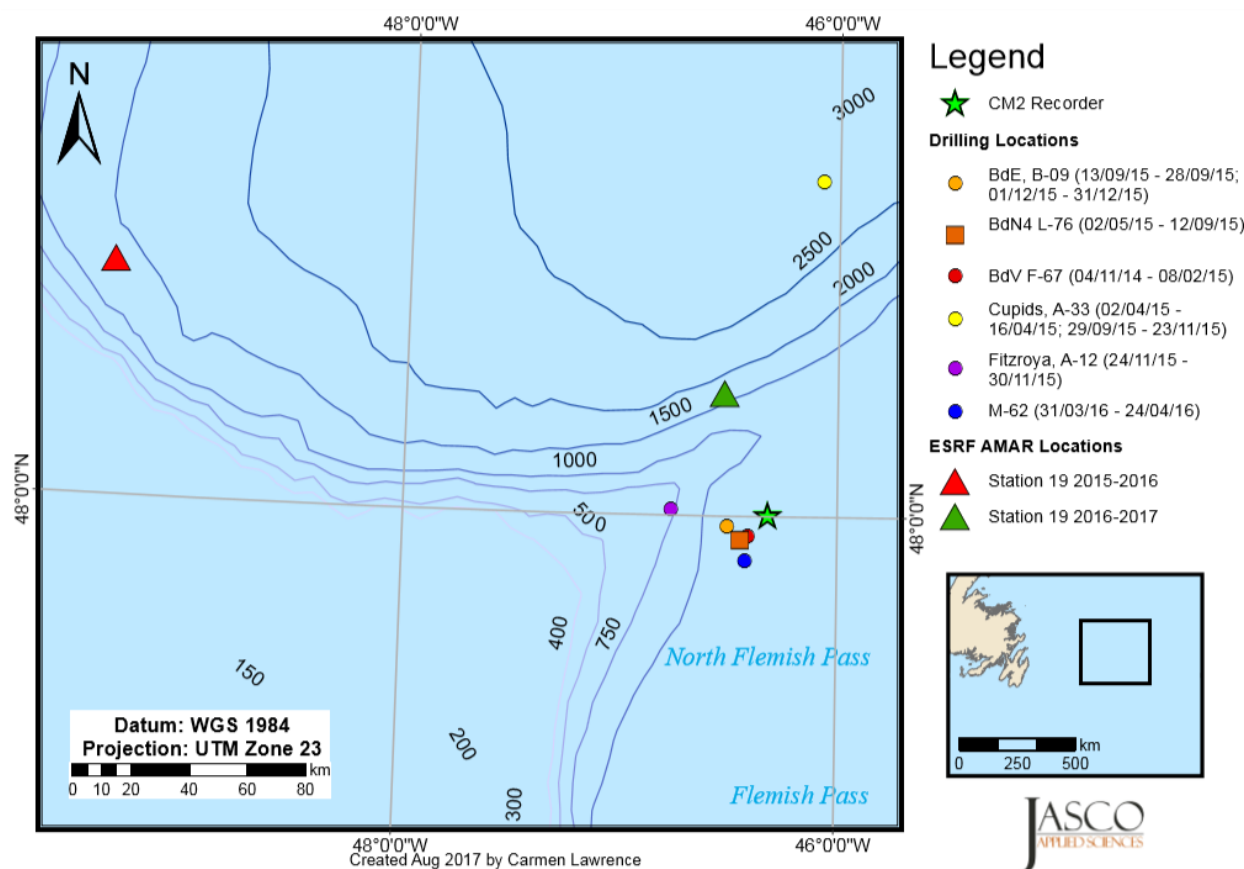 48°0'0"W
46°0'0"W
N
3000
2500
2000
1500
1000
500
48°0'0"N
48°0'0"N
400
750
North Flemish Pass
150
200
300
Flemish Pass
Datum: WGS 1984
Projection: UTM Zone 23
0 10 20 40 60 80 km
48°0'0"W
46°0'0"W
Created Aug 2017 by Carmen Lawrence
Legend
CM2 Recorder
Drilling Locations
BdE, B-09 (13/09/15 - 28/09/15;
01/12/15 - 31/12/15)
BdN4 L-76 (02/05/15 - 12/09/15)
BdV F-67 (04/11/14 - 08/02/15)
Cupids, A-33 (02/04/15 -
16/04/15; 29/09/15 - 23/11/15)
Fitzroya, A-12 (24/11/15 -
30/11/15)
M-62 (31/03/16 - 24/04/16)
ESRF AMAR Locations
Station 19 2015-2016
Station 19 2016-2017
km
0 250 500
JASCO
APPLIED SCIENCES